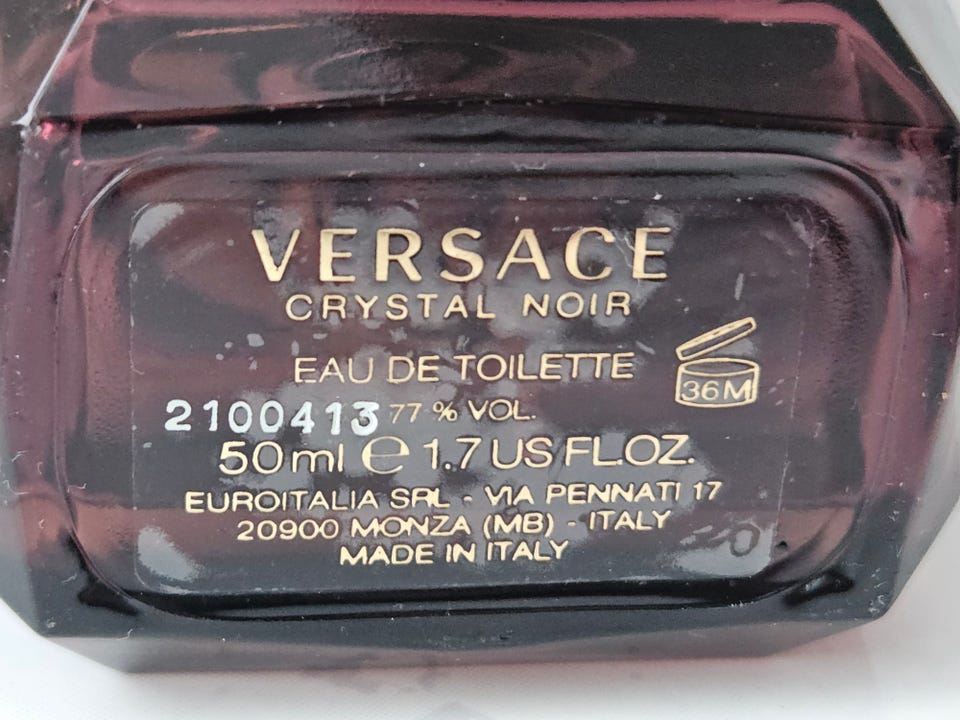 VERSACE
CRYSTAL NOIR
EAU DE TOILETTE
36M
2100413 77 % VOL.
50ml ℮ 1.7 US FL.OZ.
EUROITALIA SRL - VIA PENNATI 17
20900 MONZA (MB) - ITALY
MADE IN ITALY